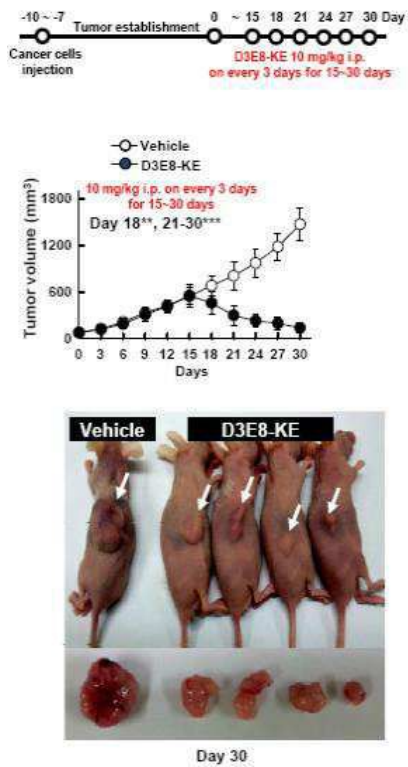 -10 ~ -7 0 ~ 15 18 21 24 27 30 Day
Tumor establishment
Cancer cells
injection
D3E8-KE 10 mg/kg i.p.
on every 3 days for 15~30 days
Vehicle
D3E8-KE
10 mg/kg i.p. on every 3 days
for 15~30 days
Day 18**, 21-30***
Tumor volume (mm³)
1800
1200
600
0
0 3 6 9 12 15 18 21 24 27 30
Days
Vehicle D3E8-KE
Day 30